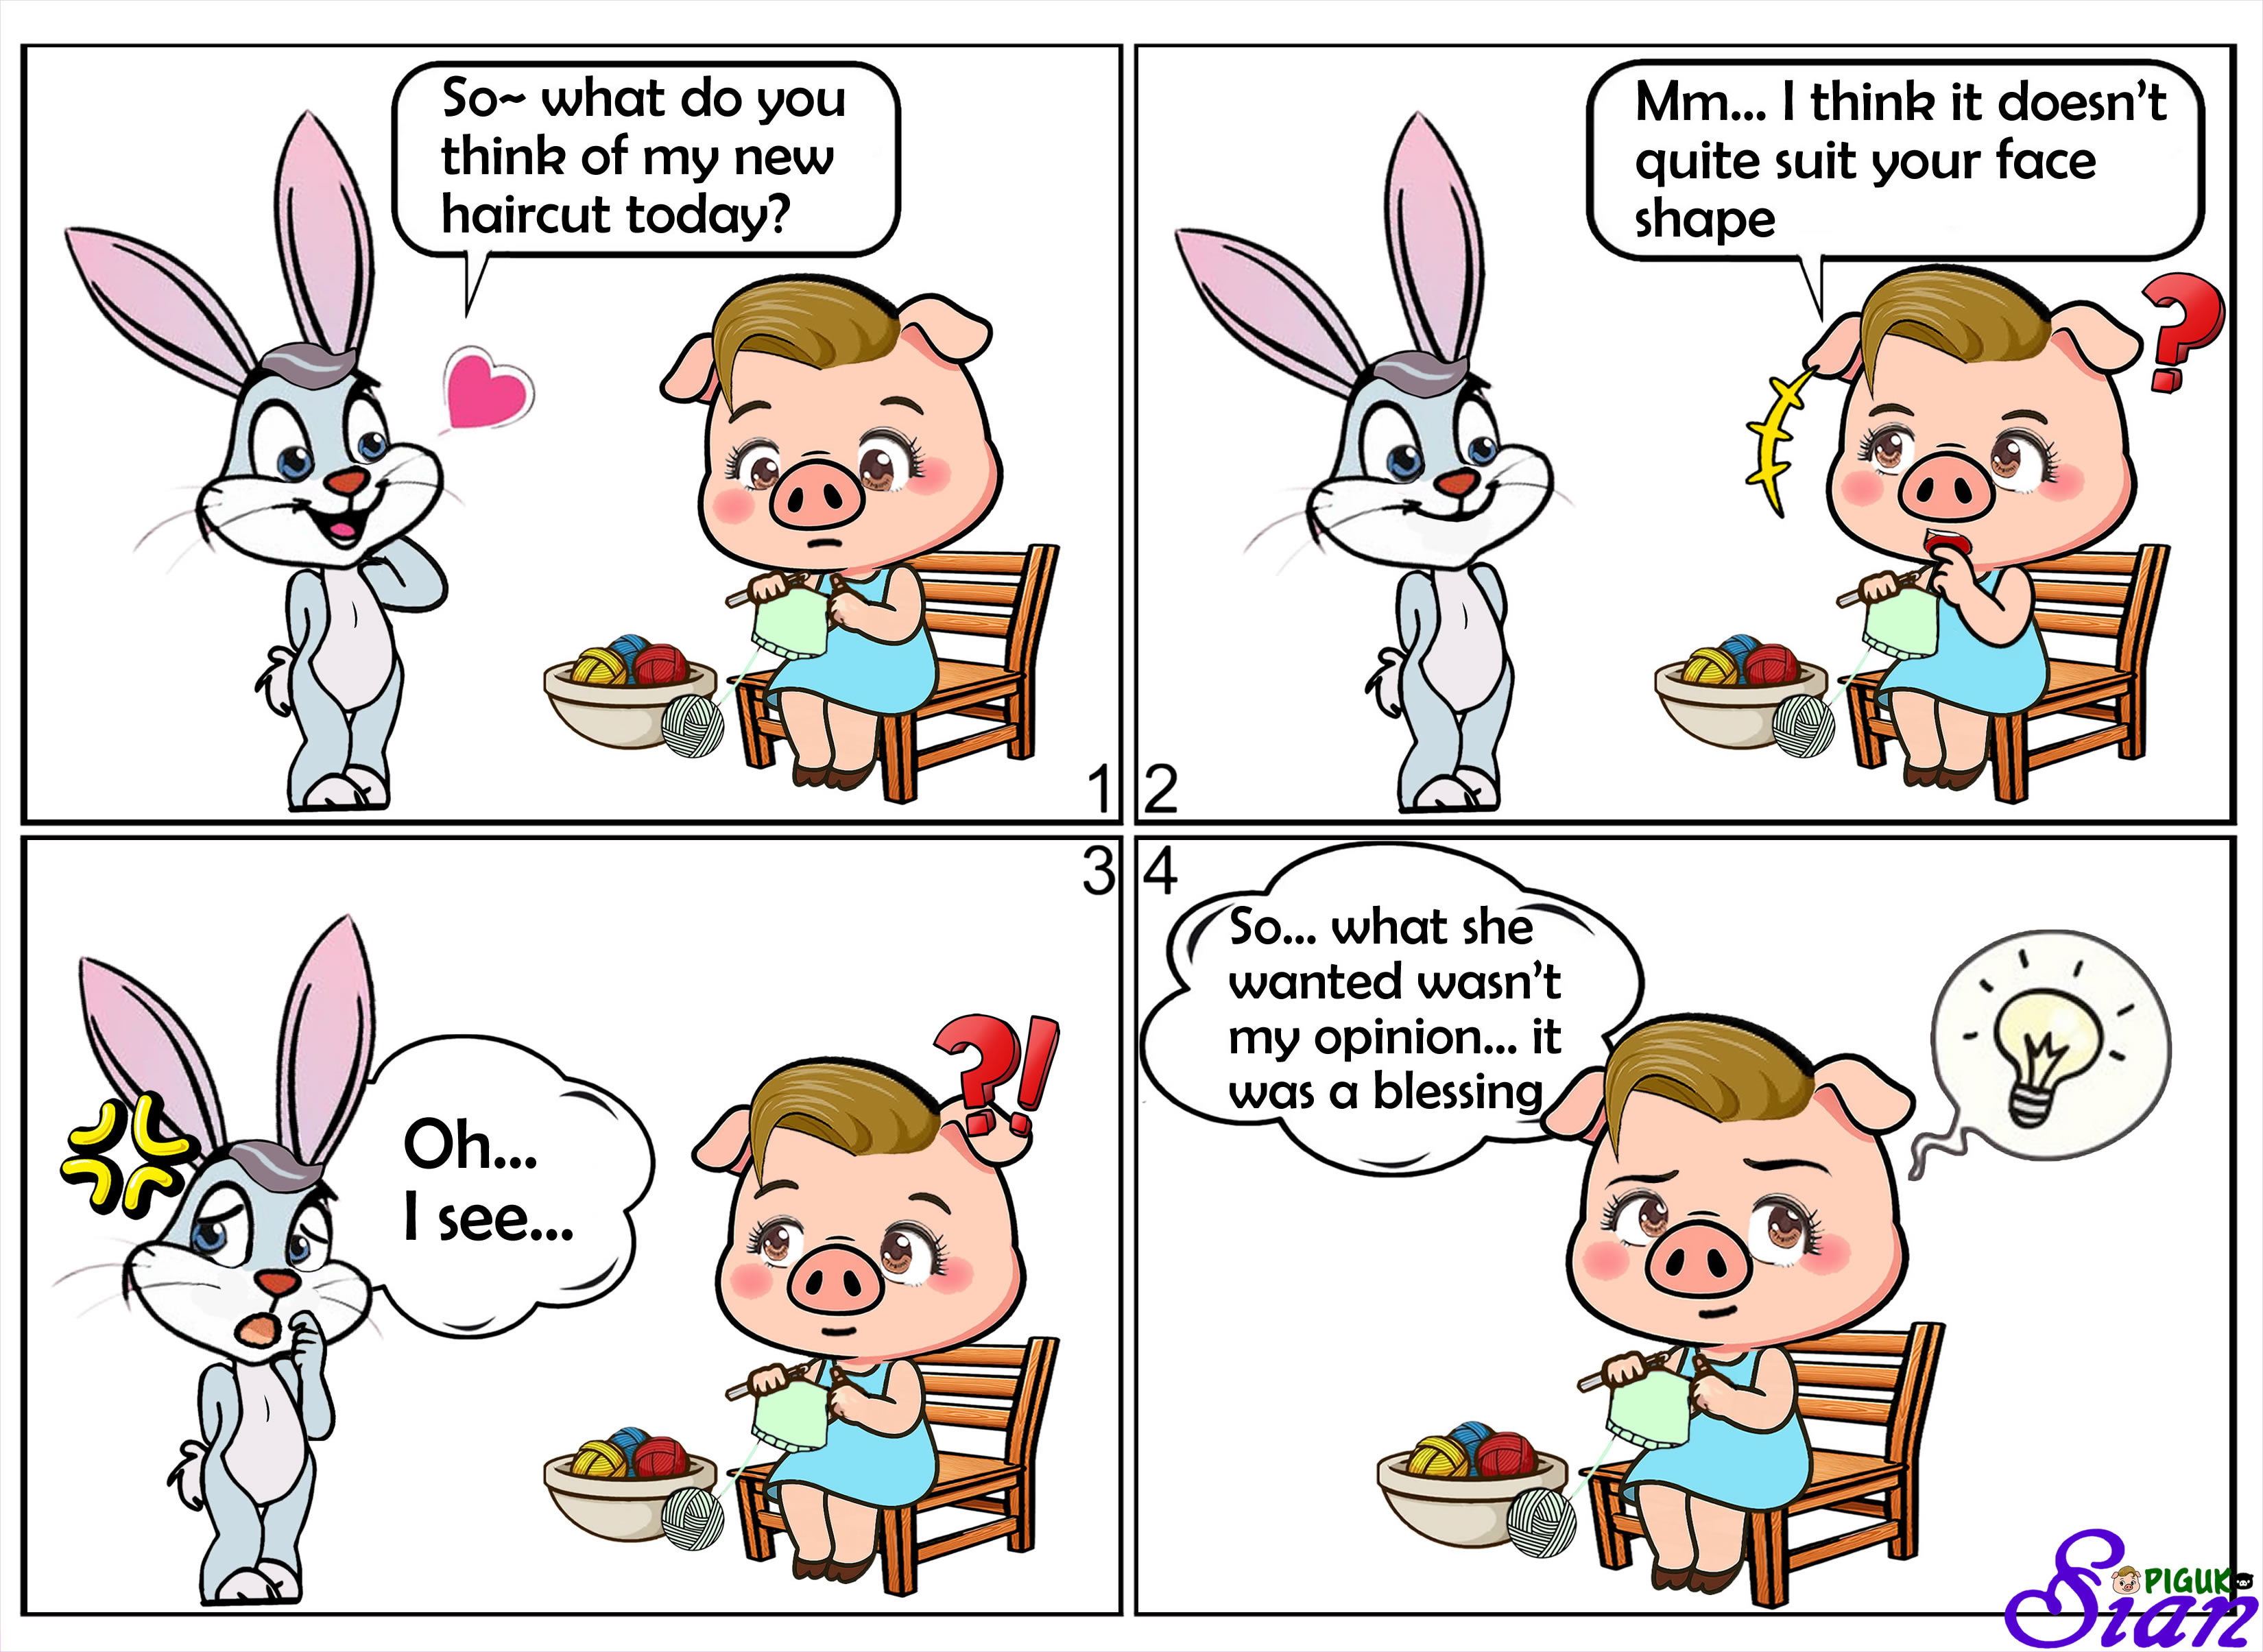 So~ what do you
think of my new
haircut today?
Mm... I think it doesn't
quite suit your face
shape
?
1
2
3
Oh...
I see...
?!
4
So... what she
wanted wasn't
my opinion... it
was a blessing
PIGUK
Sian